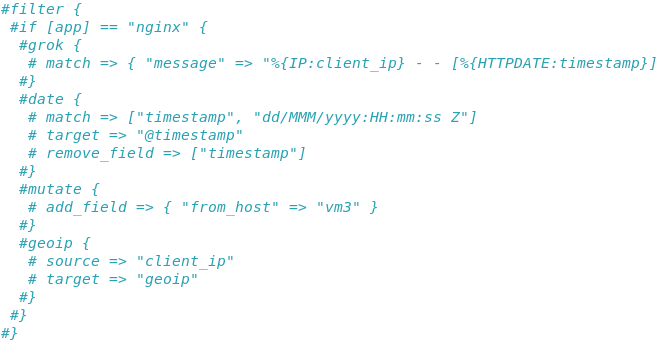 #filter {
 #if [app] == "nginx" {
  #grok {
   # match => { "message" => "%{IP:client_ip} - - [%{HTTPDATE:timestamp}]
  #}
  #date {
   # match => ["timestamp", "dd/MMM/yyyy:HH:mm:ss Z"]
   # target => "@timestamp"
   # remove_field => ["timestamp"]
  #}
  #mutate {
   # add_field => { "from_host" => "vm3" }
  #}
  #geoip {
   # source => "client_ip"
   # target => "geoip"
  #}
 #}
#}